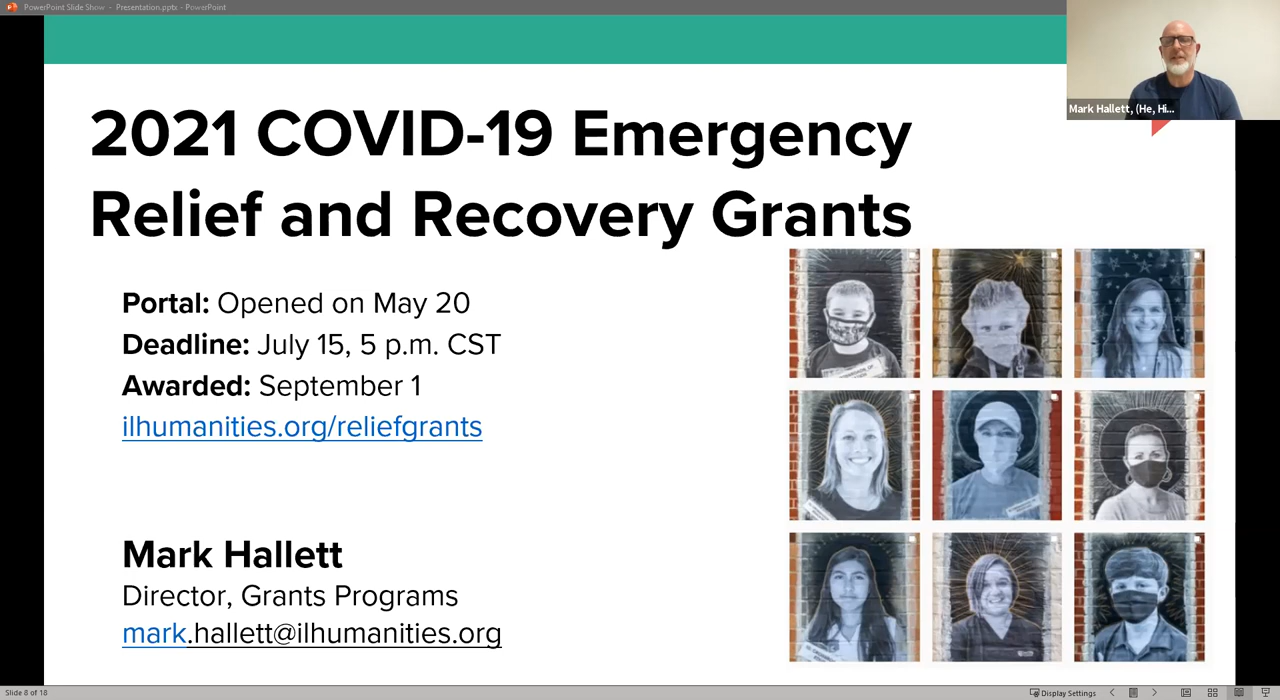 PowerPoint Slide Show - Presentation.pptx - PowerPoint
Mark Hallett, (He, Hi...
2021 COVID-19 Emergency
Relief and Recovery Grants
Portal: Opened on May 20
Deadline: July 15, 5 p.m. CST
Awarded: September 1
ilhumanities.org/reliefgrants
Mark Hallett
Director, Grants Programs
mark.hallett@ilhumanities.org
Slide 8 of 18
Display Settings